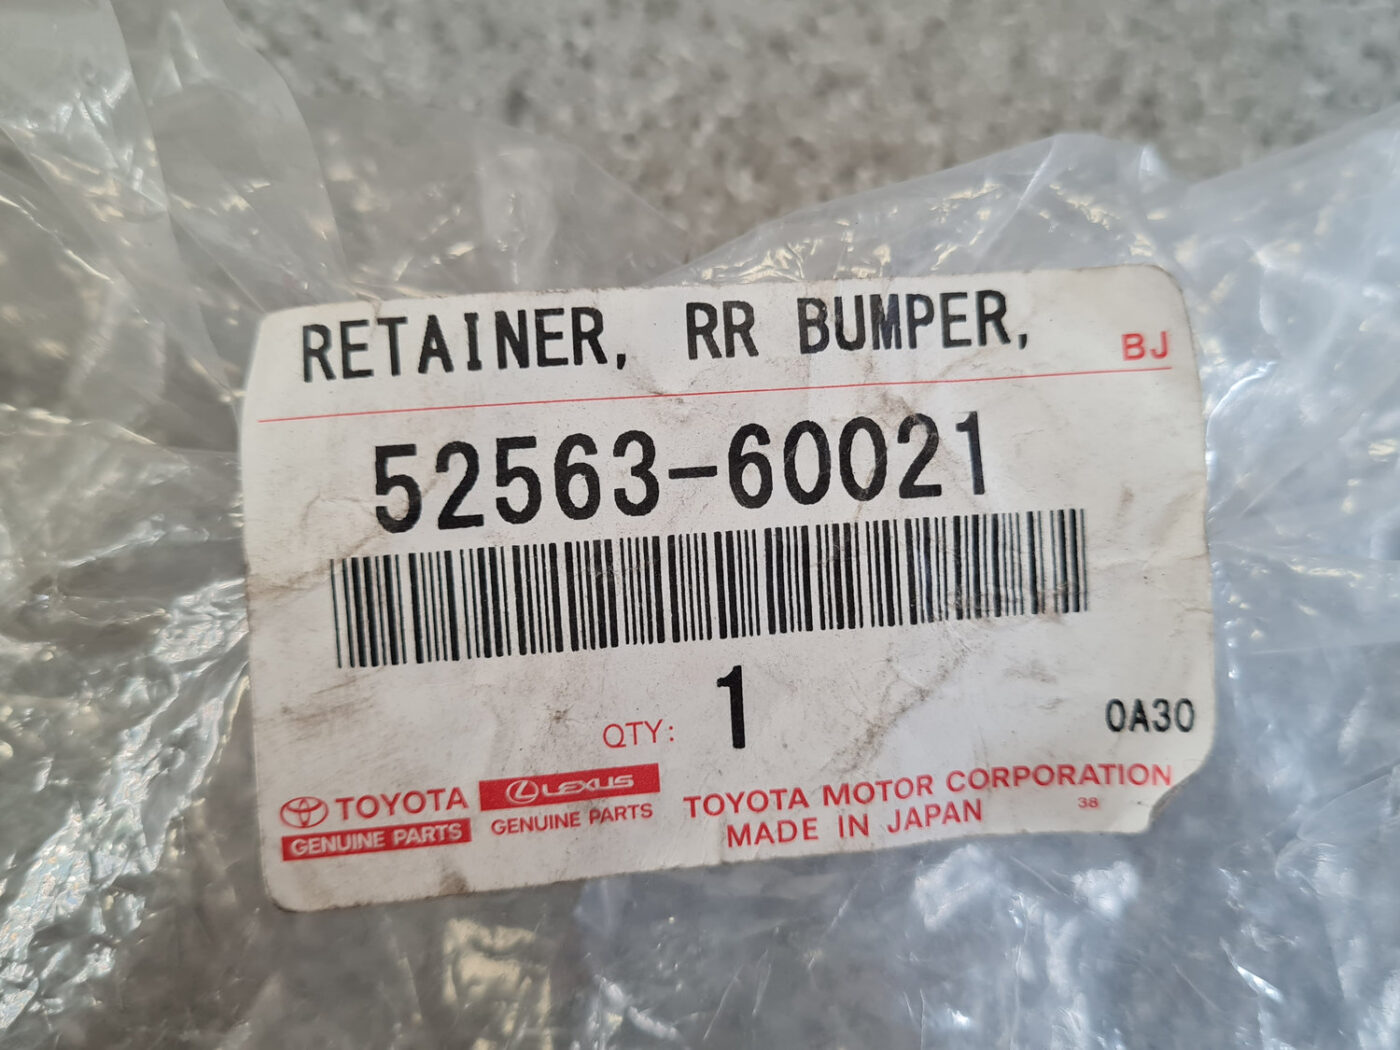 RETAINER, RR BUMPER,
BJ
52563-60021
QTY: 1
0A30
TOYOTA
GENUINE PARTS
LEXUS
GENUINE PARTS
TOYOTA MOTOR CORPORATION
MADE IN JAPAN
38